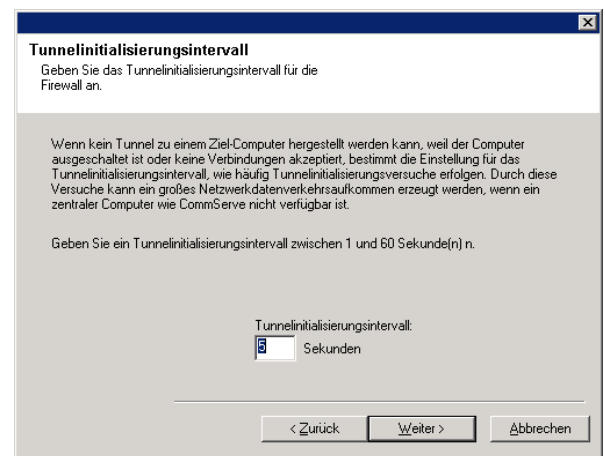 Tunnelinitialisierungsintervall
Geben Sie das Tunnelinitialisierungsintervall für die
Firewall an.
Wenn kein Tunnel zu einem Ziel-Computer hergestellt werden kann, weil der Computer
ausgeschaltet ist oder keine Verbindungen akzeptiert, bestimmt die Einstellung für das
Tunnelinitialisierungsintervall, wie häufig Tunnelinitialisierungsversuche erfolgen. Durch diese
Versuche kann ein großes Netzwerkdatenverkehrsaufkommen erzeugt werden, wenn ein
zentraler Computer wie CommServe nicht verfügbar ist.
Geben Sie ein Tunnelinitialisierungsintervall zwischen 1 und 60 Sekunde(n) n.
Tunnelinitialisierungsintervall:
5 Sekunden
< Zurück Weiter > Abbrechen